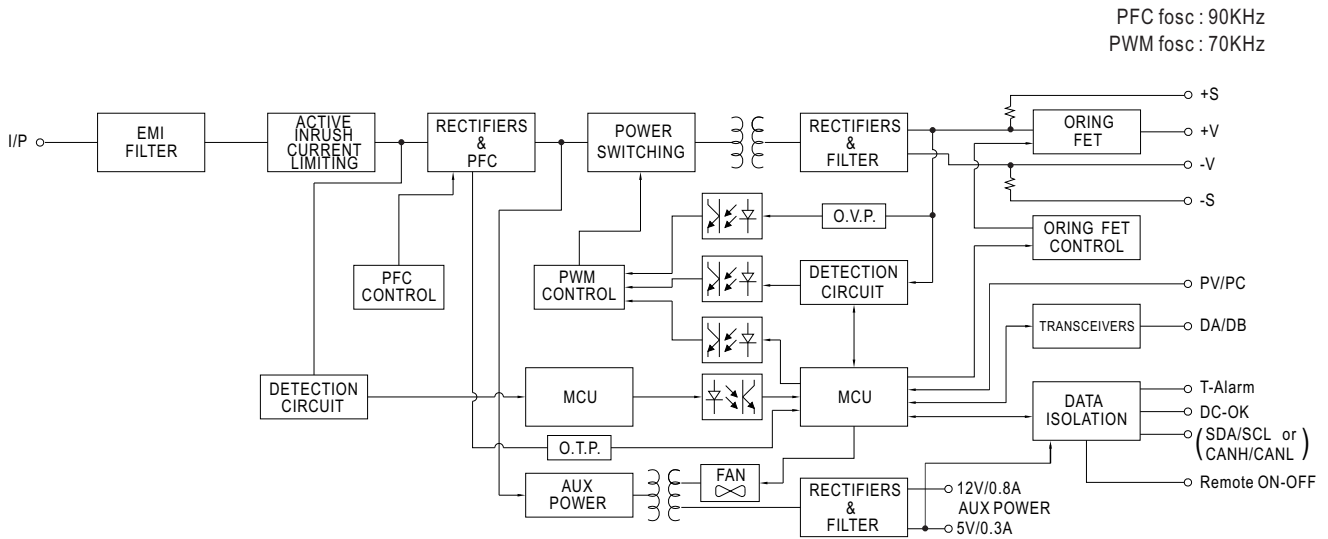 PFC fosc : 90KHz
PWM fosc : 70KHz
I/P
EMI
FILTER
ACTIVE
INRUSH
CURRENT
LIMITING
RECTIFIERS
&
PFC
POWER
SWITCHING
RECTIFIERS
&
FILTER
ORING
FET
+S
+V
-V
-S
O.V.P.
ORING FET
CONTROL
PFC
CONTROL
PWM
CONTROL
DETECTION
CIRCUIT
PV/PC
TRANSCEIVERS
DA/DB
DETECTION
CIRCUIT
MCU
MCU
DATA
ISOLATION
T-Alarm
DC-OK
(SDA/SCL or
CANH/CANL)
O.T.P.
Remote ON-OFF
AUX
POWER
FAN
RECTIFIERS
&
FILTER
12V/0.8A
AUX POWER
5V/0.3A